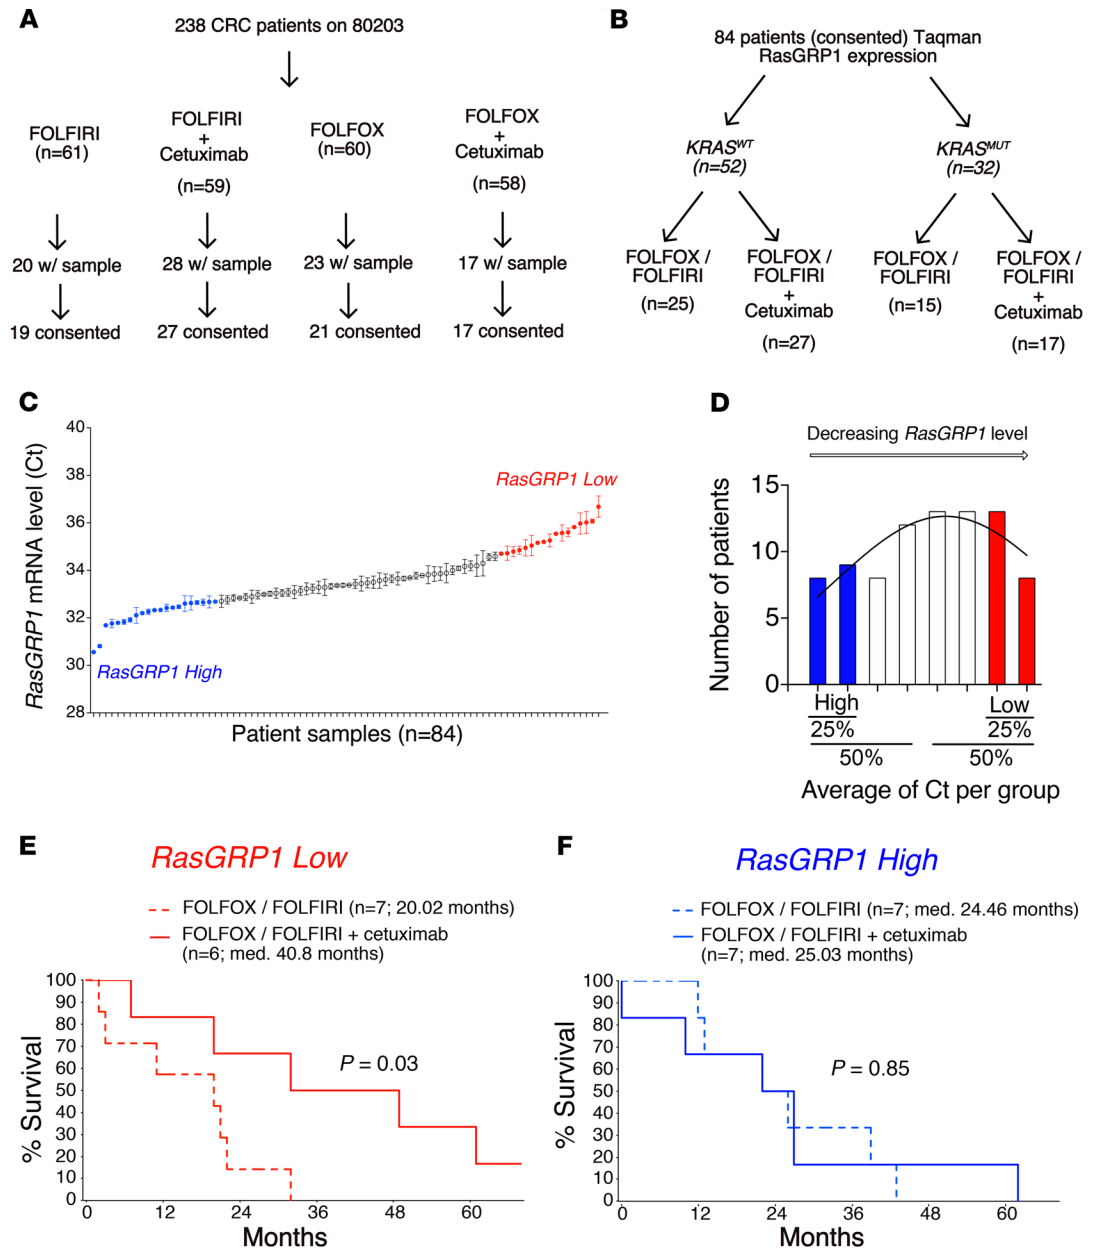 A
238 CRC patients on 80203
FOLFIRI
(n=61)
FOLFIRI
+
Cetuximab
(n=59)
FOLFOX
(n=60)
FOLFOX
+
Cetuximab
(n=58)
20 w/ sample
28 w/ sample
23 w/ sample
17 w/ sample
19 consented
27 consented
21 consented
17 consented
B
84 patients (consented) Taqman
RasGRP1 expression
KRASWT
(n=52)
KRASMUT
(n=32)
FOLFOX /
FOLFIRI
(n=25)
FOLFOX /
FOLFIRI
+
Cetuximab
(n=27)
FOLFOX /
FOLFIRI
(n=15)
FOLFOX /
FOLFIRI
+
Cetuximab
(n=17)
C
RasGRP1 mRNA level (Ct)
40
38
36
34
32
30
28
RasGRP1 Low
RasGRP1 High
Patient samples (n=84)
D
Decreasing RasGRP1 level
Number of patients
15
10
5
0
High
25%
50%
Low
25%
50%
Average of Ct per group
E
RasGRP1 Low
FOLFOX / FOLFIRI (n=7; 20.02 months)
FOLFOX / FOLFIRI + cetuximab
(n=6; med. 40.8 months)
% Survival
100
90
80
70
60
50
40
30
20
10
0
P = 0.03
0 12 24 36 48 60
Months
F
RasGRP1 High
FOLFOX / FOLFIRI (n=7; med. 24.46 months)
FOLFOX / FOLFIRI + cetuximab
(n=7; med. 25.03 months)
% Survival
100
90
80
70
60
50
40
30
20
10
0
P = 0.85
0 12 24 36 48 60
Months